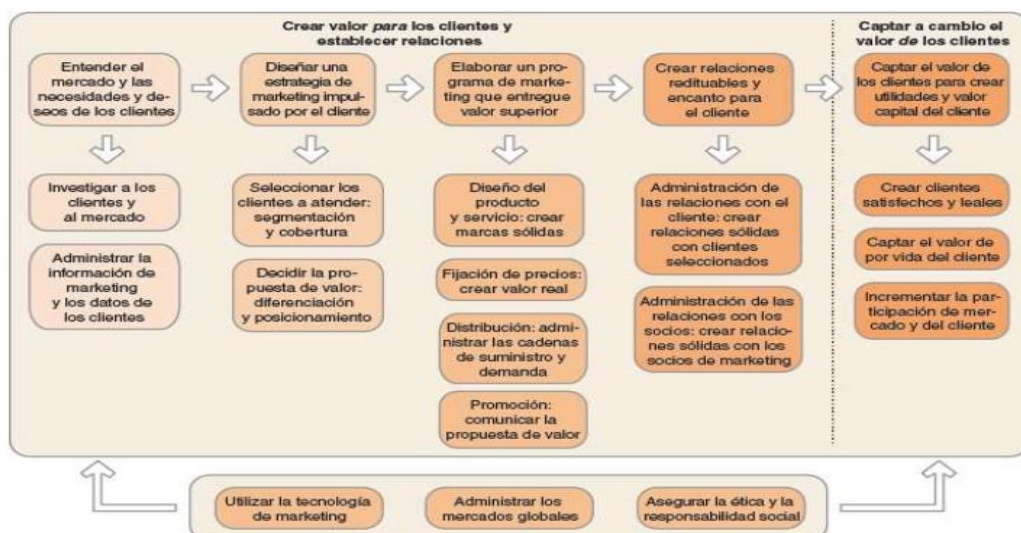 Crear valor para los clientes y
establecer relaciones
Captar a cambio el
valor de los clientes
Entender el
mercado y las
necesidades y de-
seos de los clientes
Diseñar una
estrategia de
marketing impul-
sado por el cliente
Elaborar un pro-
grama de marke-
ting que entregue
valor superior
Crear relaciones
redituables y
encanto para
el cliente
Captar el valor de
los clientes para crear
utilidades y valor
capital del cliente
Investigar a los
clientes y
al mercado
Administrar la
información de
marketing
y los datos de
los clientes
Seleccionar los
clientes a atender:
segmentación
y cobertura
Decidir la pro-
puesta de valor:
diferenciación
y posicionamiento
Diseño del
producto
y servicio: crear
marcas sólidas
Fijación de precios:
crear valor real
Distribución: admi-
nistrar las cadenas
de suministro y
demanda
Promoción:
comunicar la
propuesta de valor
Administración de
las relaciones con el
cliente: crear
relaciones sólidas
con clientes
seleccionados
Administración de las
relaciones con los
socios: crear relacio-
nes sólidas con los
socios de marketing
Crear clientes
satisfechos y leales
Captar el valor de
por vida del cliente
Incrementar la par-
ticipación de mer-
cado y del cliente
Utilizar la tecnología
de marketing
Administrar los
mercados globales
Asegurar la ética y la
responsabilidad social